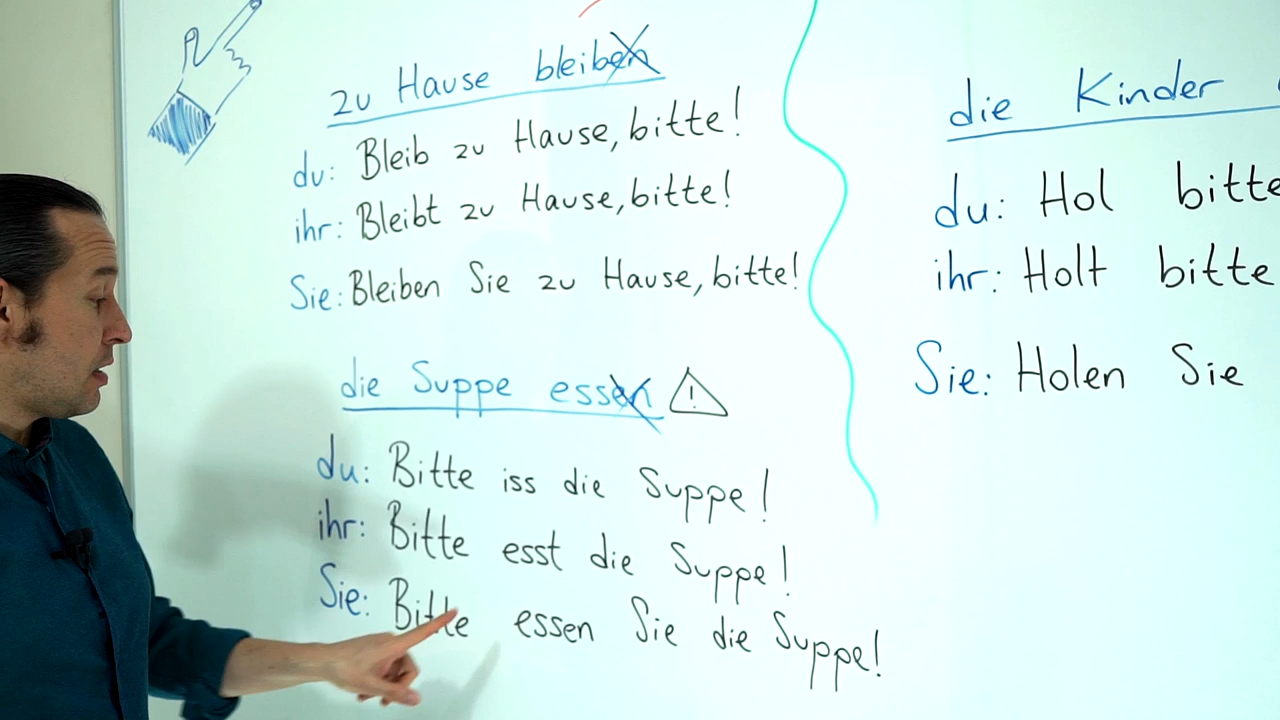 zu Hause bleiben
du: Bleib zu Hause, bitte!
ihr: Bleibt zu Hause, bitte!
Sie: Bleiben Sie zu Hause, bitte!
die Suppe essen
du: Bitte iss die Suppe!
ihr: Bitte esst die Suppe!
Sie: Bitte essen Sie die Suppe!
die Kinder
du: Hol bitte
ihr: Holt bitte
Sie: Holen Sie